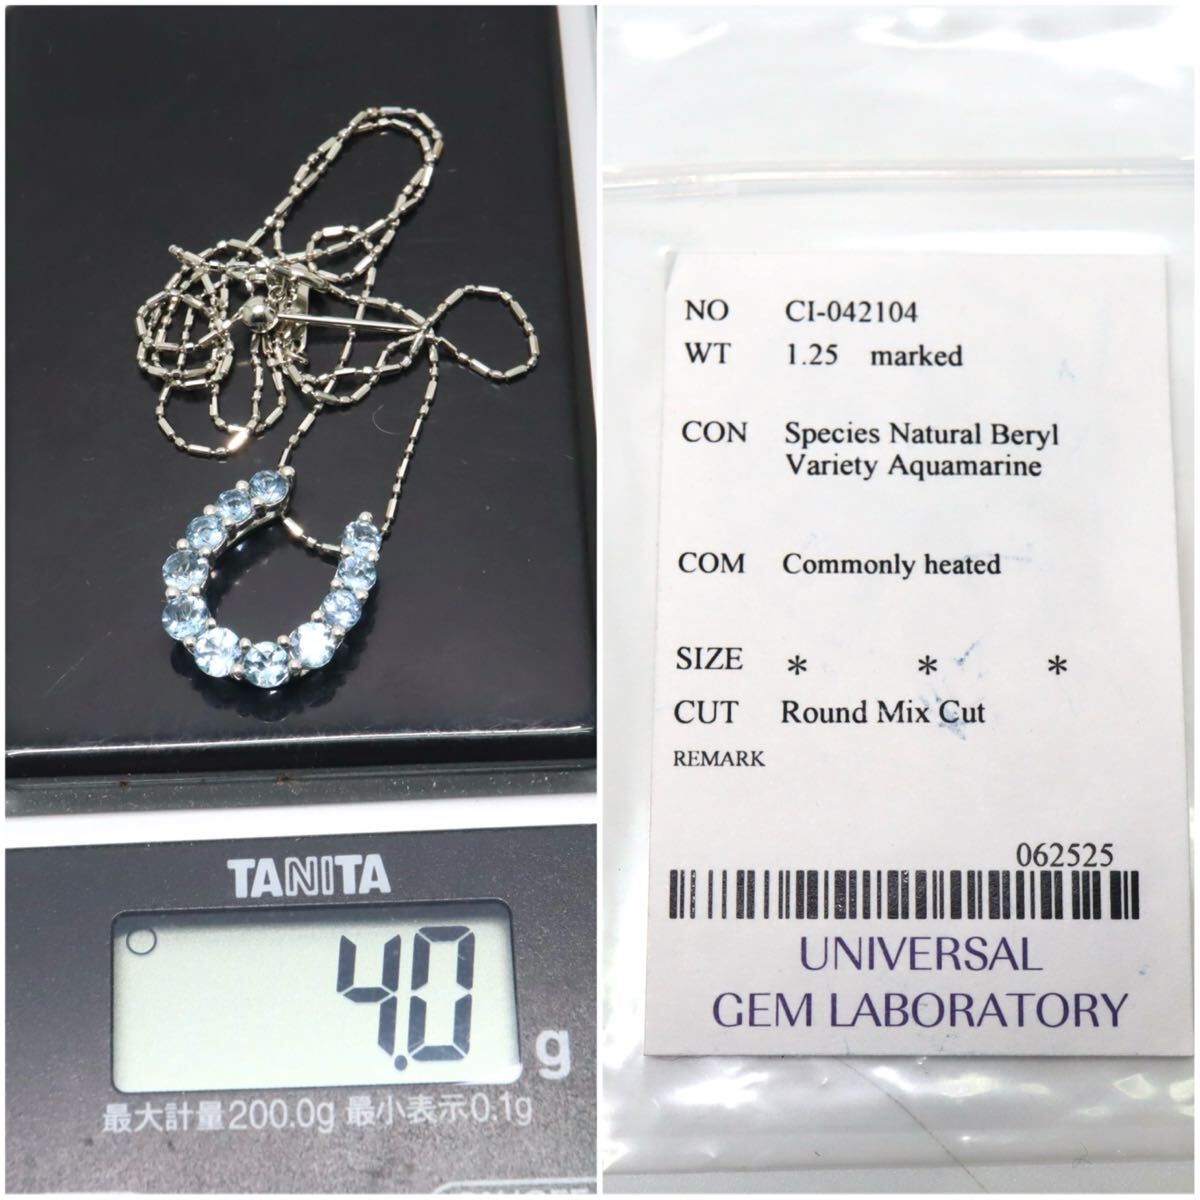 TANITA
4.0 g
最大計量200.0g 最小表示0.1g
NO CI-042104
WT 1.25 marked
CON Species Natural Beryl
Variety Aquamarine
COM Commonly heated
SIZE * * *
CUT Round Mix Cut
REMARK
062525
UNIVERSAL
GEM LABORATORY